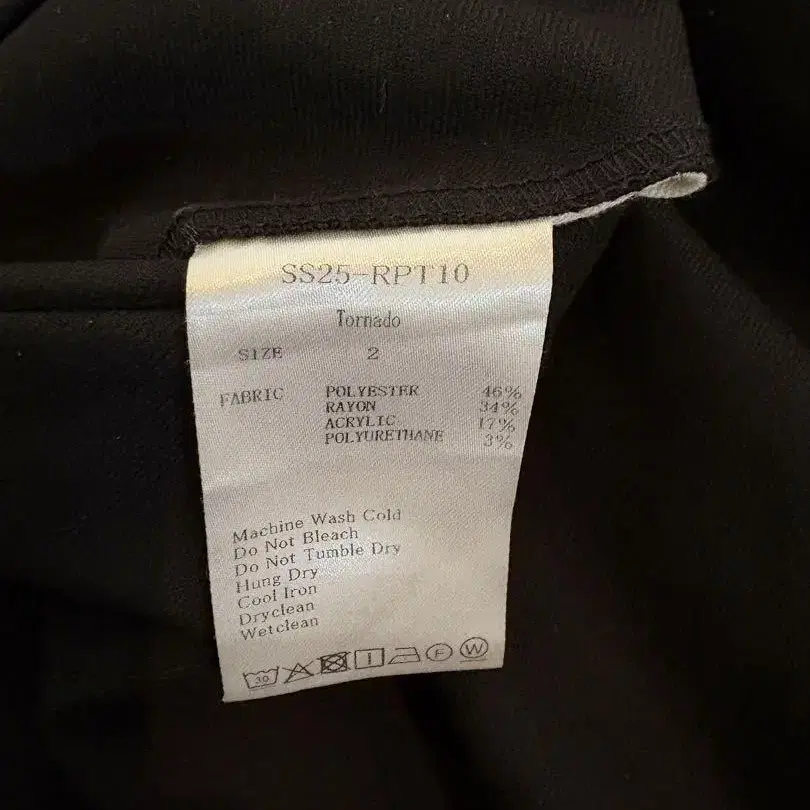 SS25-RPT10
Tornado
SIZE 2
FABRIC POLYESTER 46%
RAYON 34%
ACRYLIC 17%
POLYURETHANE 3%
Machine Wash Cold
Do Not Bleach
Do Not Tumble Dry
Hung Dry
Cool Iron
Dryclean
Wetclean
30 F W